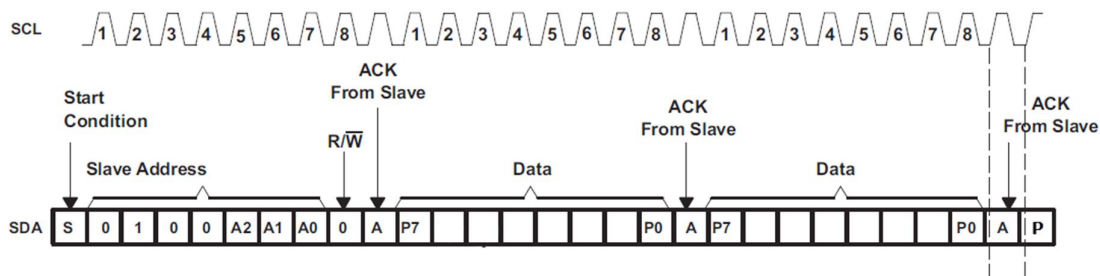 SCL 1 2 3 4 5 6 7 8 1 2 3 4 5 6 7 8 1 2 3 4 5 6 7 8
Start
Condition
ACK
From Slave
ACK
From Slave
ACK
From Slave
R/W̅
Slave Address
Data
Data
SDA S 0 1 0 0 A2 A1 A0 0 A P7 P0 A P7 P0 A P